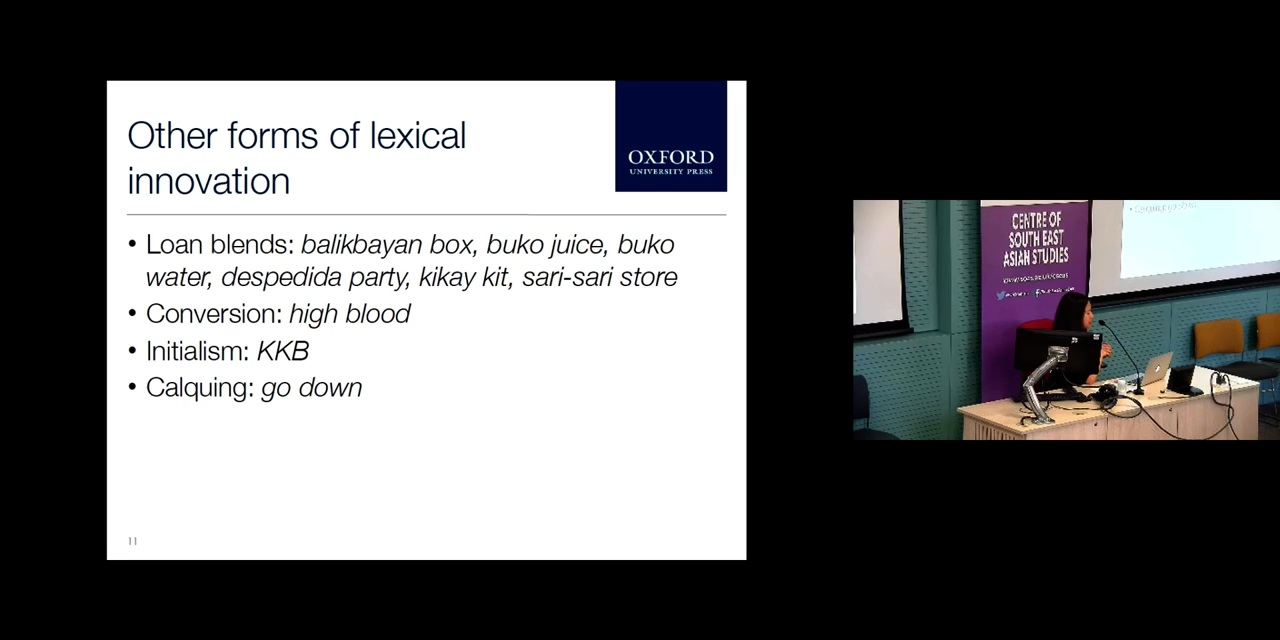 Other forms of lexical
innovation
OXFORD
UNIVERSITY PRESS
• Loan blends: balikbayan box, buko juice, buko
water, despedida party, kikay kit, sari-sari store
• Conversion: high blood
• Initialism: KKB
• Calquing: go down
11
CENTRE OF
SOUTH EAST
ASIAN STUDIES